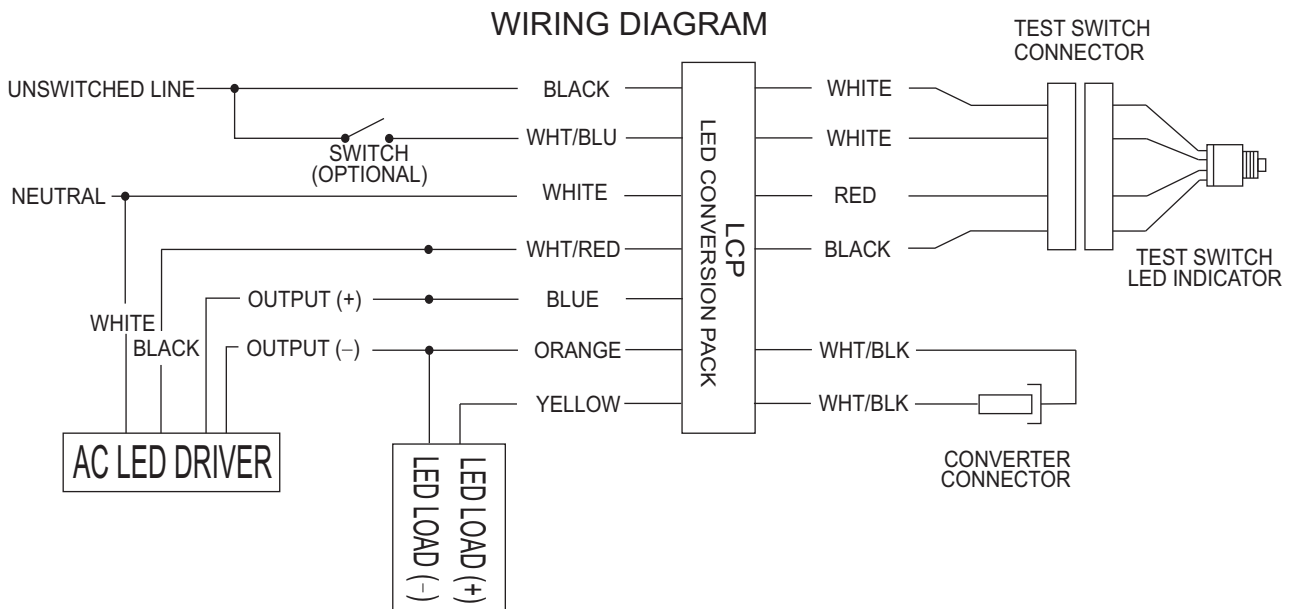 WIRING DIAGRAM
TEST SWITCH
CONNECTOR
UNSWITCHED LINE
BLACK
WHITE
SWITCH
(OPTIONAL)
WHT/BLU
WHITE
NEUTRAL
WHITE
RED
WHT/RED
BLACK
LCP
LED CONVERSION PACK
TEST SWITCH
LED INDICATOR
OUTPUT (+)
BLUE
WHITE
BLACK
OUTPUT (−)
ORANGE
WHT/BLK
YELLOW
WHT/BLK
AC LED DRIVER
LED LOAD (-)
LED LOAD (+)
CONVERTER
CONNECTOR